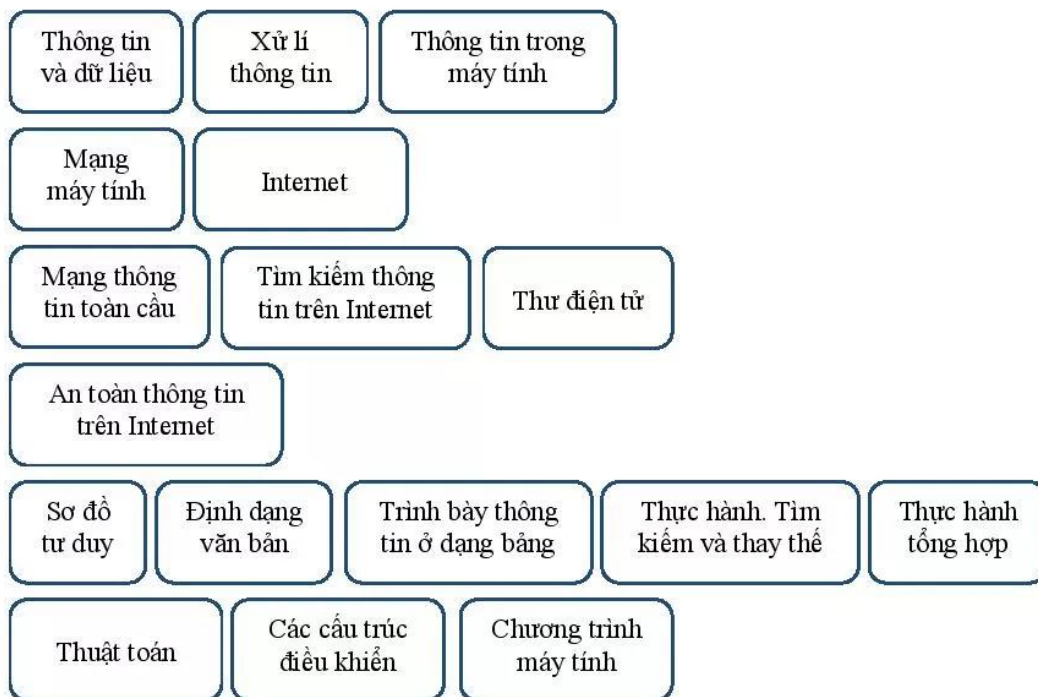 Thông tin
và dữ liệu
Xử lí
thông tin
Thông tin trong
máy tính
Mạng
máy tính
Internet
Mạng thông
tin toàn cầu
Tìm kiếm thông
tin trên Internet
Thư điện tử
An toàn thông tin
trên Internet
Sơ đồ
tư duy
Định dạng
văn bản
Trình bày thông
tin ở dạng bảng
Thực hành. Tìm
kiếm và thay thế
Thực hành
tổng hợp
Thuật toán
Các cấu trúc
điều khiển
Chương trình
máy tính